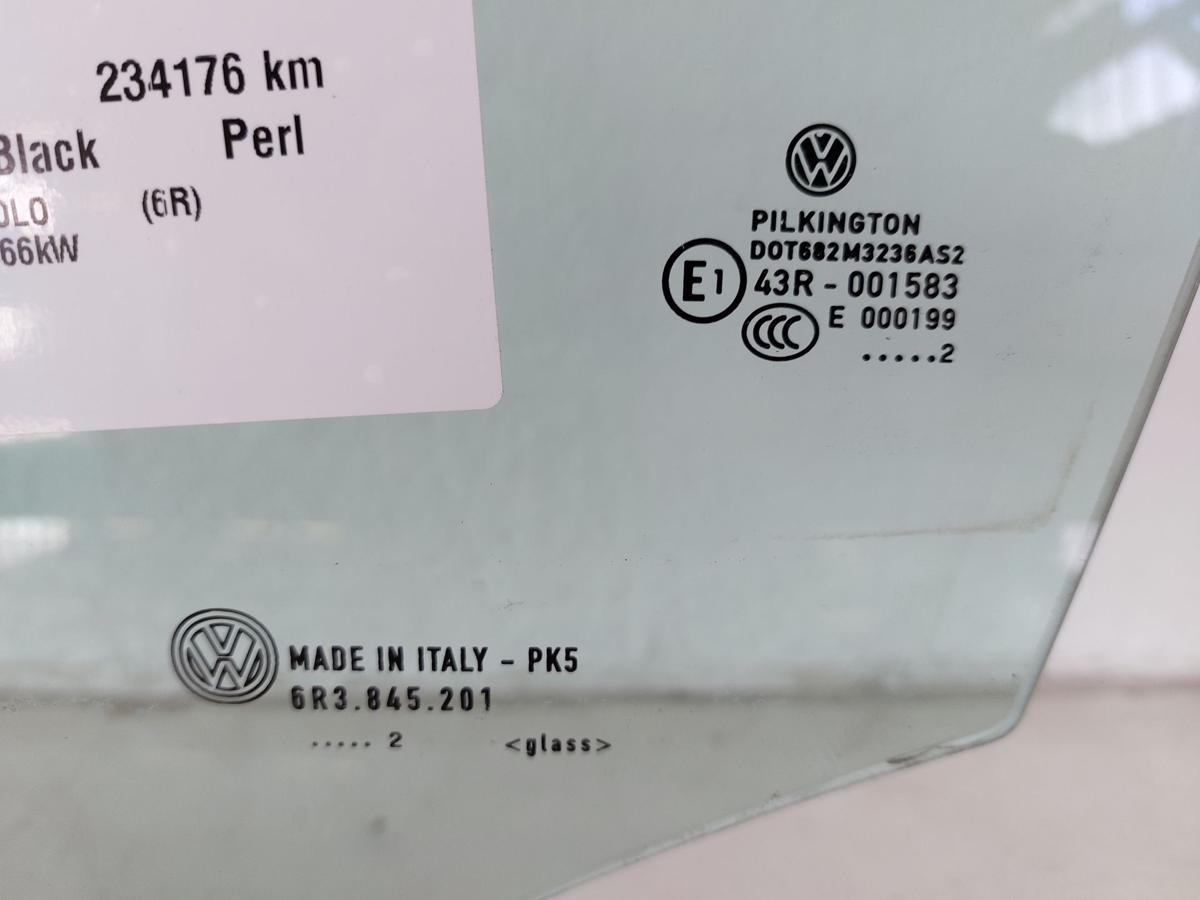 234176 km
Black Perl
(6R)
66kW
PILKINGTON
DOT682M3236AS2
E1 43R - 001583
CCC E 000199
.....2
MADE IN ITALY - PK5
6R3.845.201
..... 2 <glass>